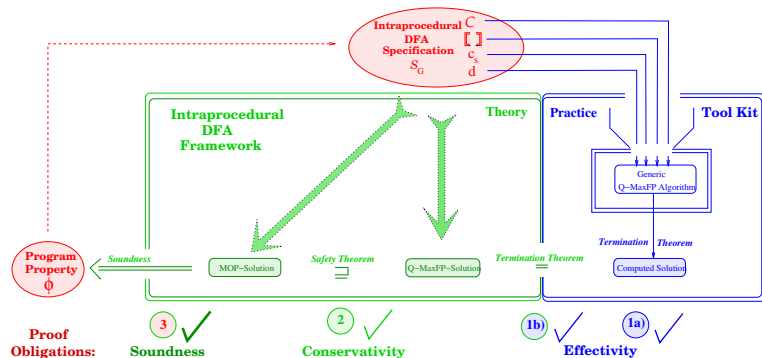 Intraprocedural C
DFA ⟦ ⟧
Specification c_s
S_G d
Intraprocedural
DFA
Framework
Theory
Practice
Tool Kit
Generic
Q−MaxFP Algorithm
Termination Theorem
Program
Property
ϕ
Soundness
MOP−Solution
Safety Theorem
⊒
Q−MaxFP−Solution
Termination Theorem
=
Computed Solution
Proof
Obligations:
3
Soundness
2
Conservativity
1b)
1a)
Effectivity